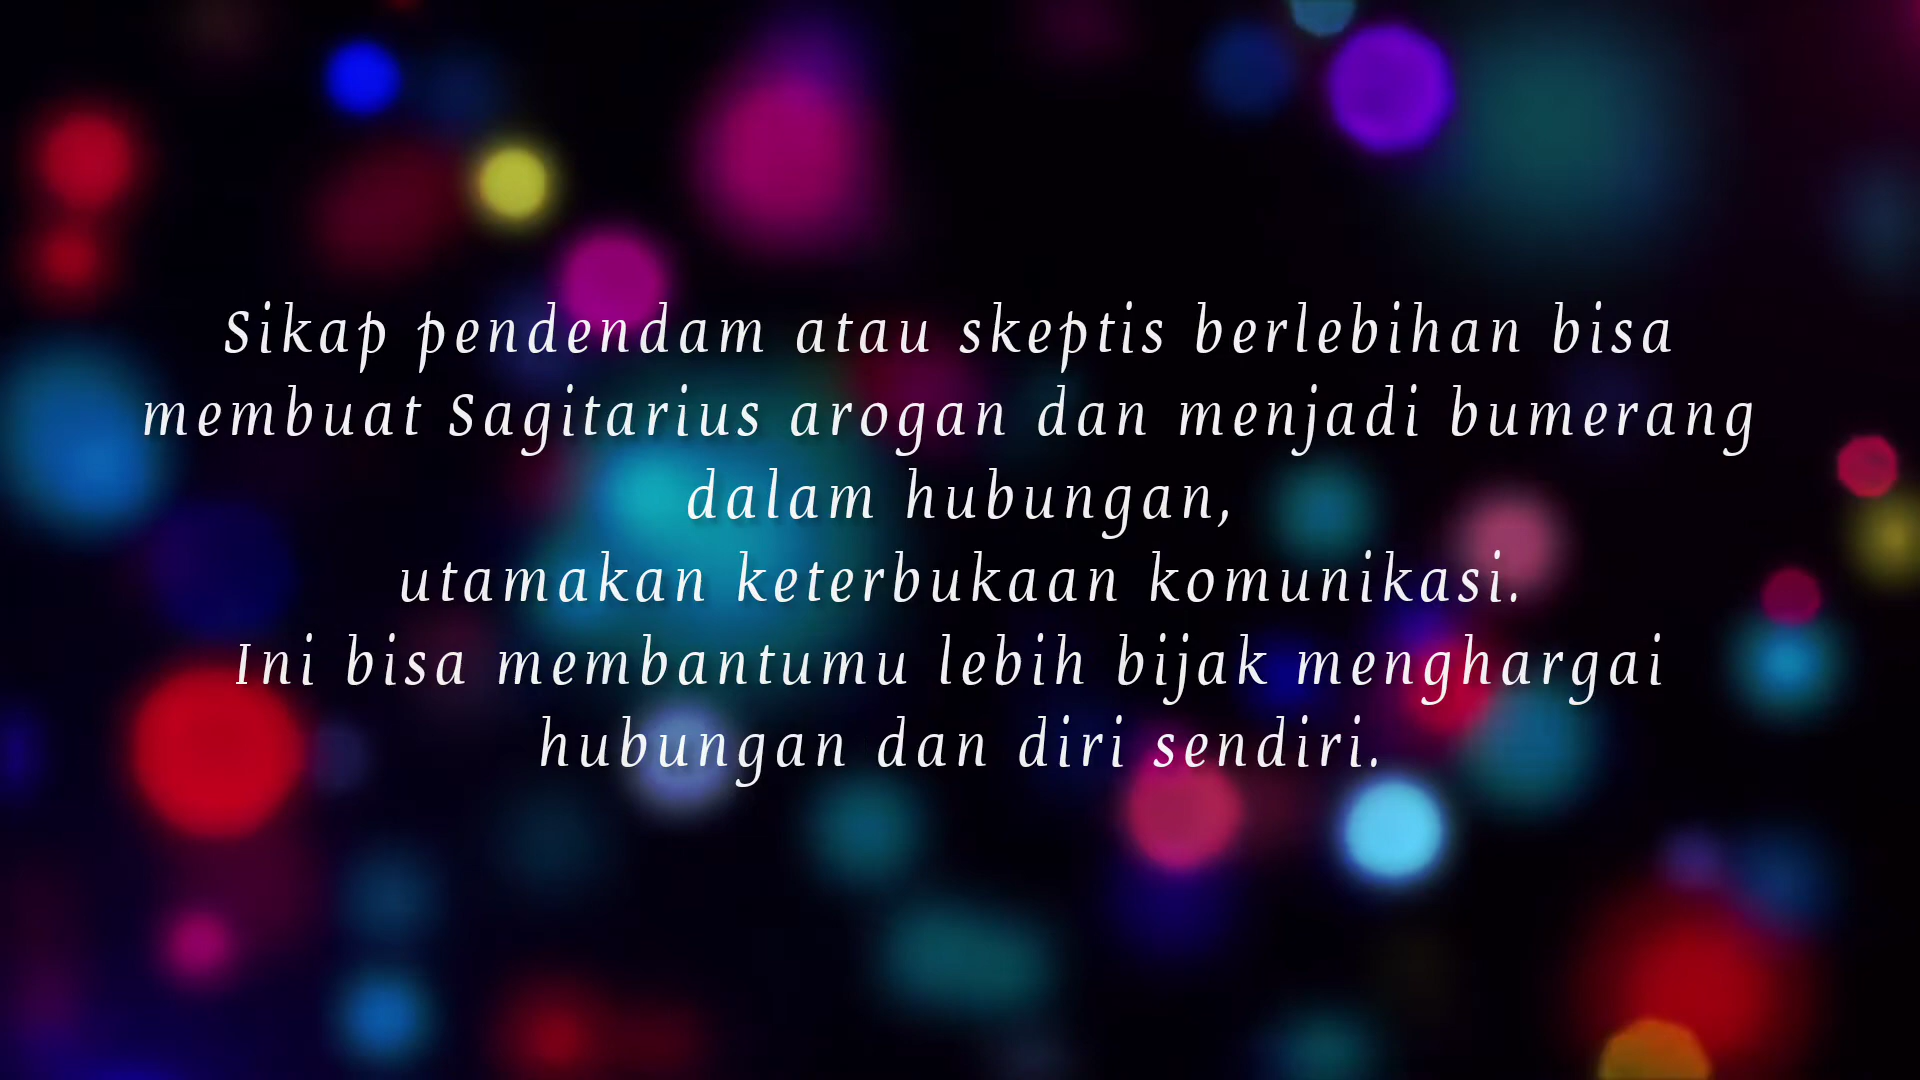 Sikap pendendam atau skeptis berlebihan bisa
membuat Sagitarius arogan dan menjadi bumerang
dalam hubungan,
utamakan keterbukaan komunikasi.
Ini bisa membantumu lebih bijak menghargai
hubungan dan diri sendiri.